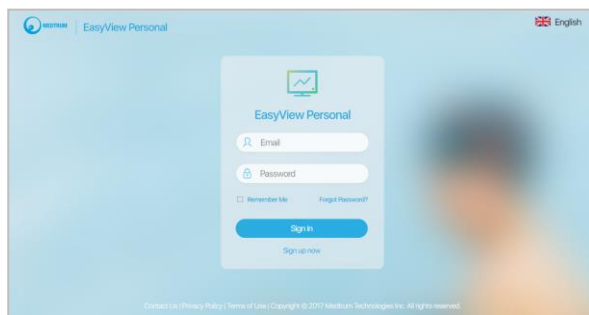 MEDTRUM EasyView Personal
English
EasyView Personal
Email
Password
Remember Me Forgot Password?
Sign in
Sign up now
Contact Us | Privacy Policy | Terms of Use | Copyright © 2017 Medtrum Technologies Inc. All rights reserved.